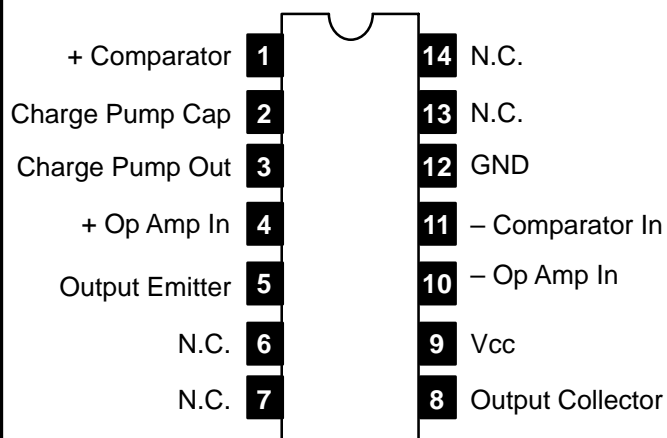 + Comparator 1 14 N.C.
Charge Pump Cap 2 13 N.C.
Charge Pump Out 3 12 GND
+ Op Amp In 4 11 – Comparator In
Output Emitter 5 10 – Op Amp In
N.C. 6 9 Vcc
N.C. 7 8 Output Collector